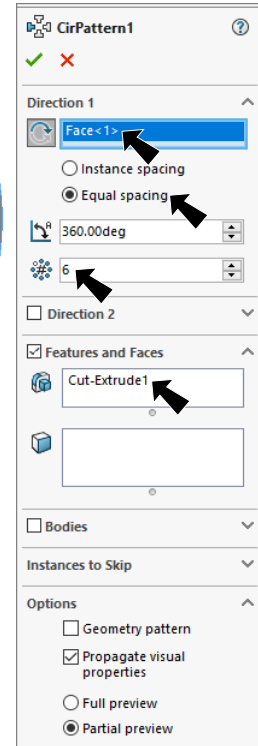 CirPattern1
Direction 1
Face<1>
Instance spacing
Equal spacing
360.00deg
6
Direction 2
Features and Faces
Cut-Extrude1
Bodies
Instances to Skip
Options
Geometry pattern
Propagate visual
properties
Full preview
Partial preview